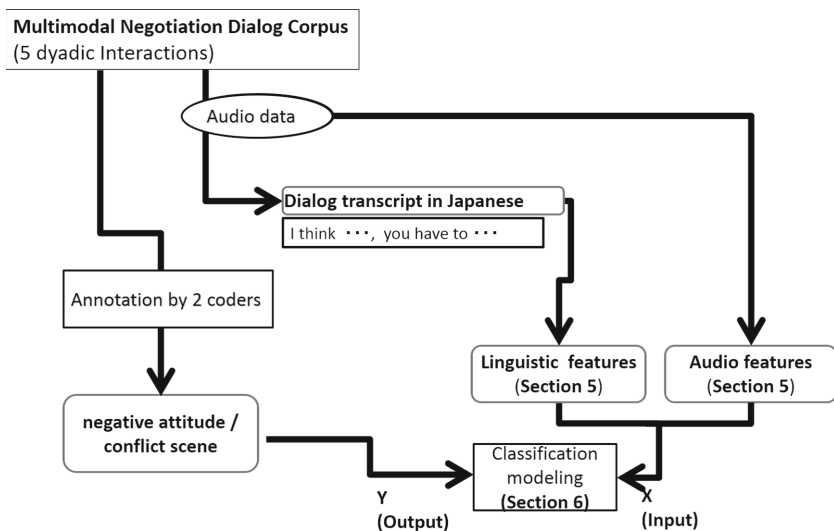 Multimodal Negotiation Dialog Corpus
(5 dyadic Interactions)
Audio data
Dialog transcript in Japanese
I think ･･･, you have to ･･･
Annotation by 2 coders
Linguistic features
(Section 5)
Audio features
(Section 5)
negative attitude /
conflict scene
Classification
modeling
(Section 6)
Y
(Output)
X
(Input)